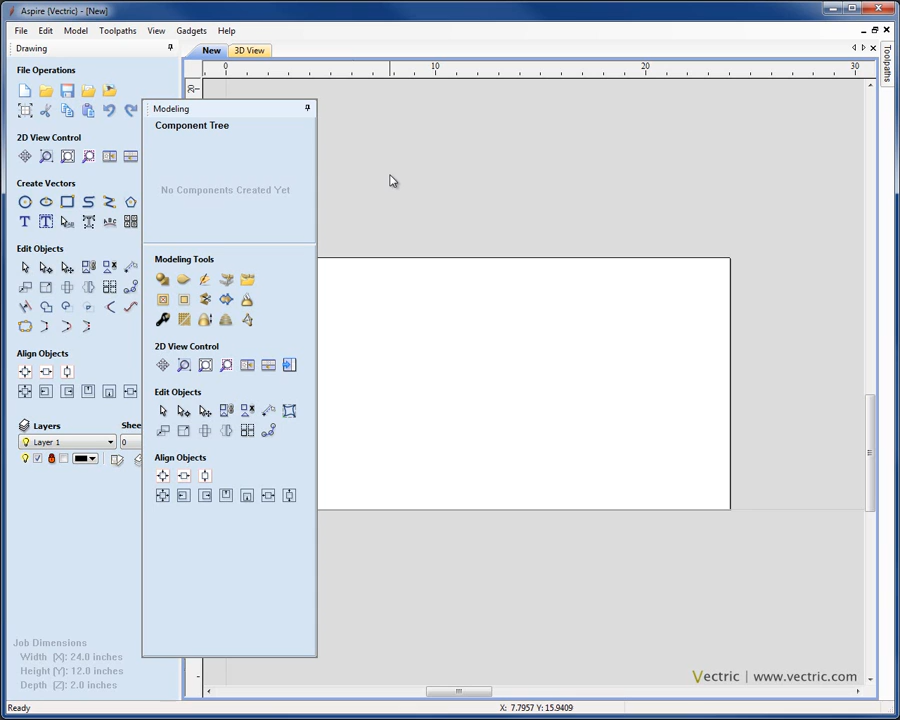 Aspire (Vectric) - [New]
File Edit Model Toolpaths View Gadgets Help
Drawing
New 3D View
Toolpaths
File Operations
0 10 20 30
20
Modeling
Component Tree
2D View Control
Create Vectors
No Components Created Yet
Edit Objects
Modeling Tools
2D View Control
Align Objects
Edit Objects
Layers Shee
Layer 1 0
Align Objects
Job Dimensions
Width (X): 24.0 inches
Height (Y): 12.0 inches
Depth (Z): 2.0 inches
Vectric | www.vectric.com
Ready X: 7.7957 Y: 15.9409